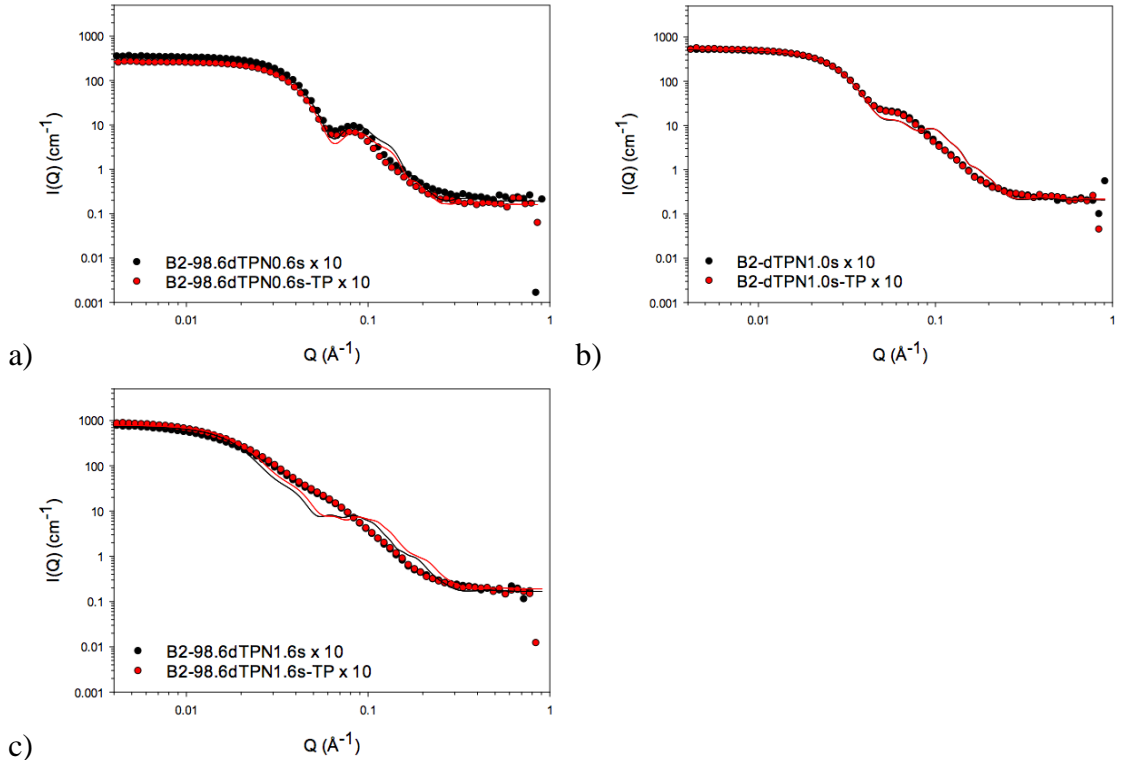 1000
100
10
1
0.1
0.01
0.001
I(Q) (cm⁻¹)
B2-98.6dTPN0.6s x 10
B2-98.6dTPN0.6s-TP x 10
0.01 0.1 1
Q (Å⁻¹)
a)
1000
100
10
1
0.1
0.01
0.001
I(Q) (cm⁻¹)
B2-dTPN1.0s x 10
B2-dTPN1.0s-TP x 10
0.01 0.1 1
Q (Å⁻¹)
b)
1000
100
10
1
0.1
0.01
0.001
I(Q) (cm⁻¹)
B2-98.6dTPN1.6s x 10
B2-98.6dTPN1.6s-TP x 10
0.01 0.1 1
Q (Å⁻¹)
c)